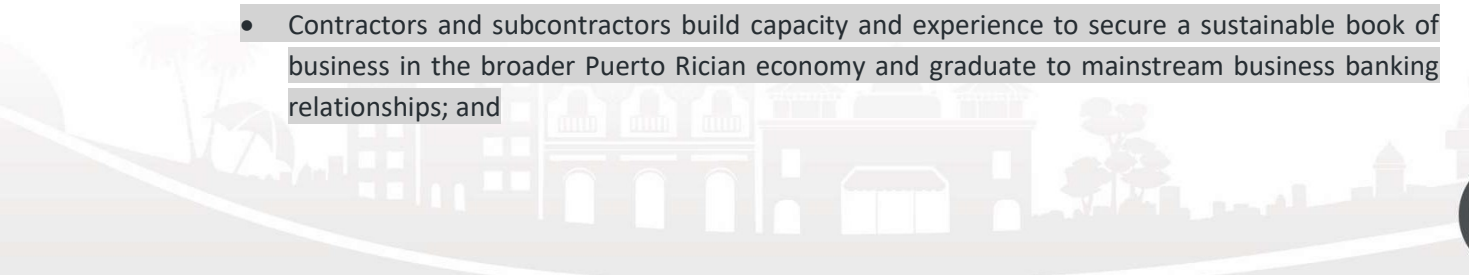 • Contractors and subcontractors build capacity and experience to secure a sustainable book of
business in the broader Puerto Rician economy and graduate to mainstream business banking
relationships; and